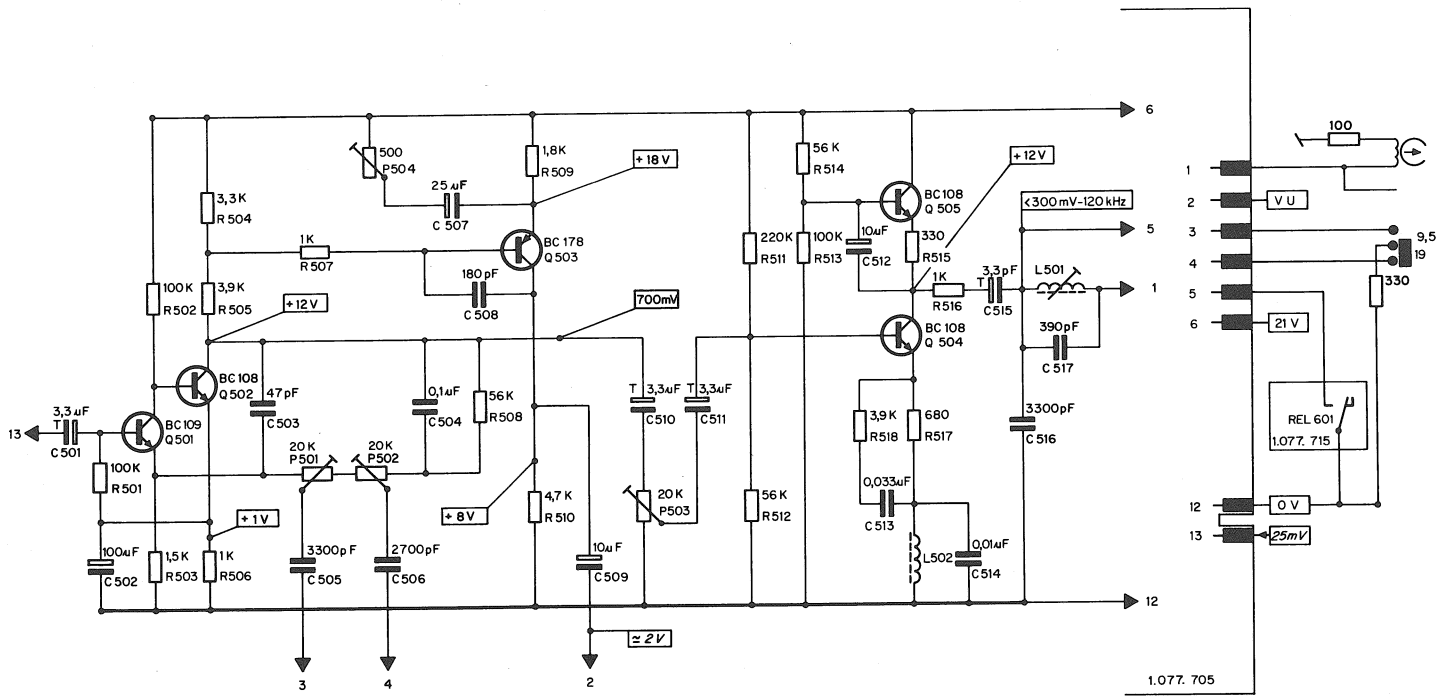 6
100
1
500
P504
1,8K
R509
+18V
56K
R514
+12V
BC108
Q 505
<300mV–120kHz
2
VU
3,3K
R504
25µF
C 507
3
9,5
5
1K
R507
BC178
Q503
220K
R511
100K
R513
10µF
C512
330
R515
4
19
100K
R502
3,9K
R505
180pF
C508
1K
R516
T
3,3pF
C515
L501
1
5
330
+12V
700mV
BC108
Q 504
390pF
C517
6
21V
BC108
Q502
47pF
C503
0,1µF
C504
56K
R508
T
3,3µF
C510
T
3,3µF
C511
3,9K
R518
680
R517
3300pF
C516
REL 601
1.077. 715
13
3,3µF
T
C501
BC109
Q501
100K
R501
20K
P501
20K
P502
20K
P503
0,033µF
C513
+1V
+8V
4,7K
R510
56K
R512
12
0V
13
25mV
100µF
C502
1,5K
R503
1K
R506
3300pF
C505
2700pF
C506
10µF
C509
L502
0,01µF
C514
12
≃2V
3
4
2
1.077. 705